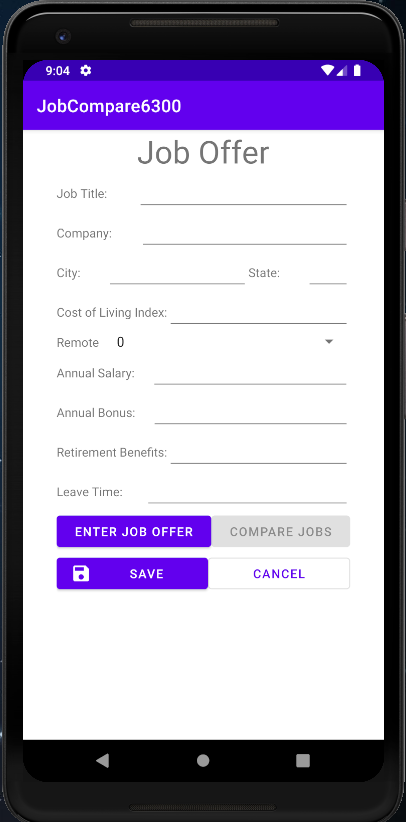 9:04
JobCompare6300
Job Offer
Job Title:
Company:
City: State:
Cost of Living Index:
Remote 0
Annual Salary:
Annual Bonus:
Retirement Benefits:
Leave Time:
ENTER JOB OFFER COMPARE JOBS
SAVE CANCEL